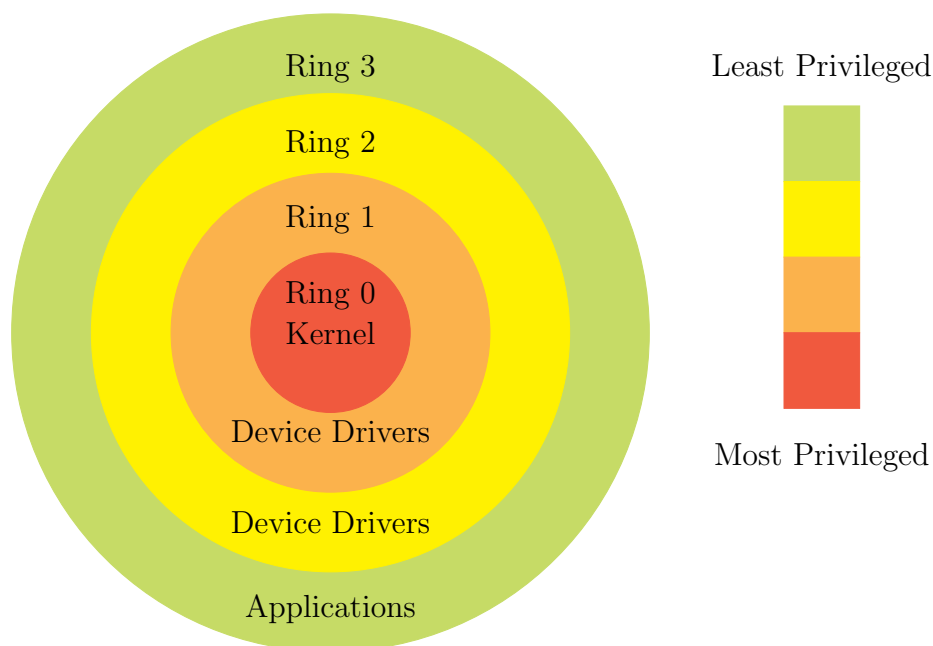 Ring 3
Ring 2
Ring 1
Ring 0
Kernel
Device Drivers
Device Drivers
Applications
Least Privileged
Most Privileged